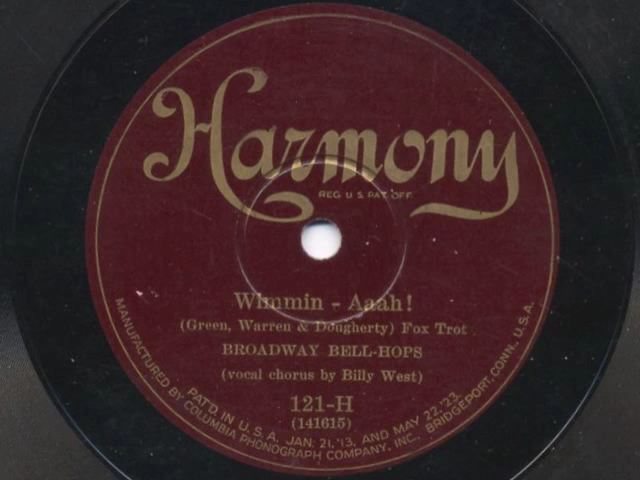 Harmony
REG. U.S. PAT. OFF.
Wimmin - Aaah!
(Green, Warren & Dougherty) Fox Trot
BROADWAY BELL-HOPS
(vocal chorus by Billy West)
121-H
(141615)
PAT'D. IN U.S.A. JAN. 21, '13, AND MAY 22, '23.
MANUFACTURED BY COLUMBIA PHONOGRAPH COMPANY, INC., BRIDGEPORT, CONN. U.S.A.